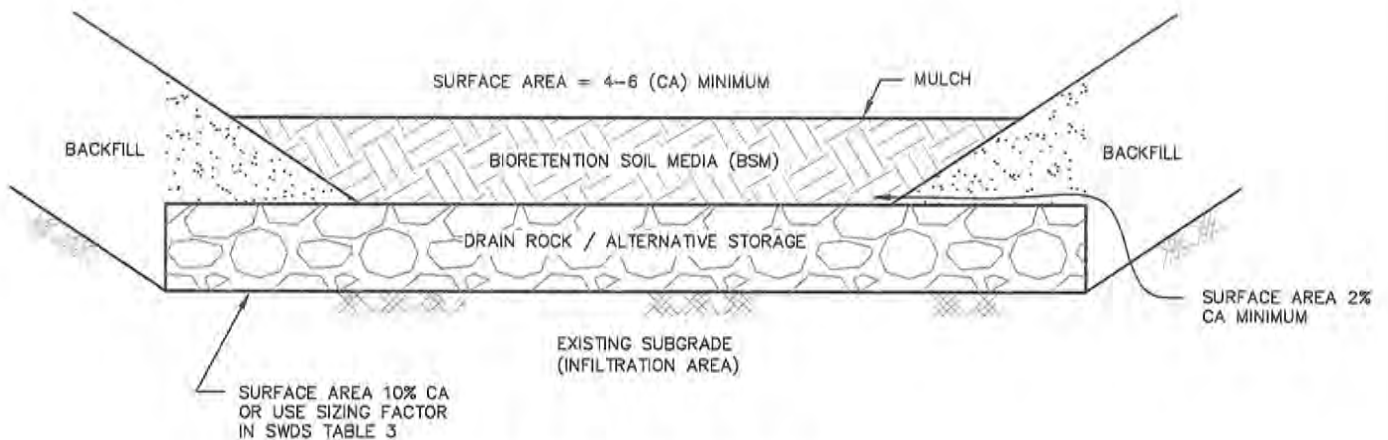 SURFACE AREA = 4-6 (CA) MINIMUM
MULCH
BACKFILL
BIORETENTION SOIL MEDIA (BSM)
BACKFILL
DRAIN ROCK / ALTERNATIVE STORAGE
SURFACE AREA 2%
CA MINIMUM
EXISTING SUBGRADE
(INFILTRATION AREA)
SURFACE AREA 10% CA
OR USE SIZING FACTOR
IN SWDS TABLE 3